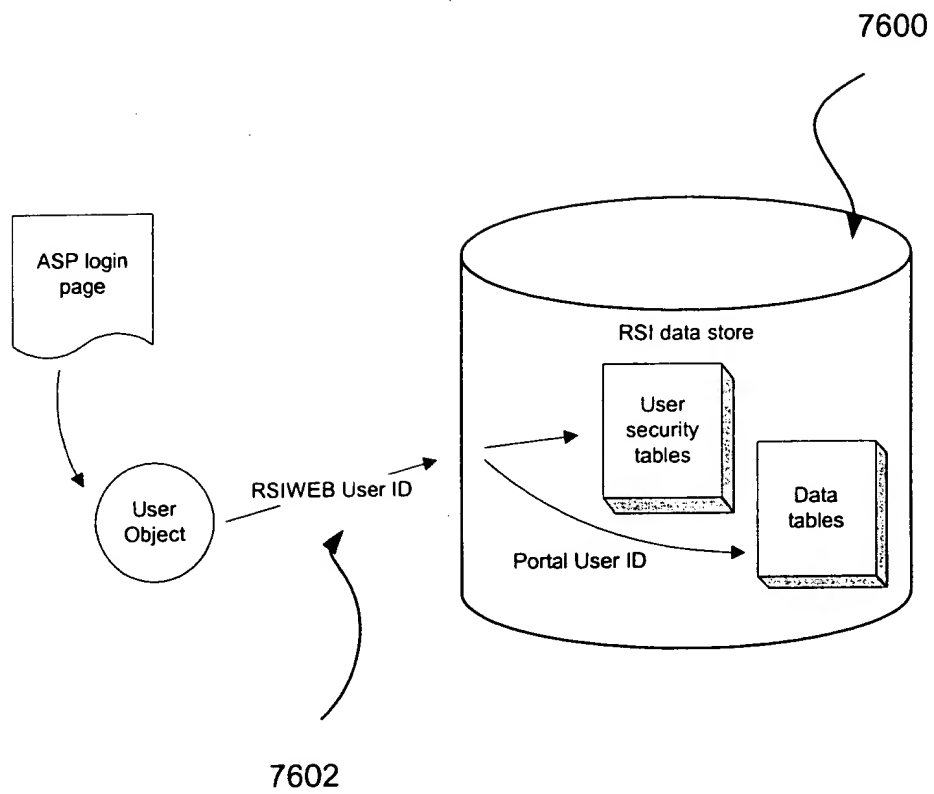 7600
ASP login
page
RSI data store
User
security
tables
Data
tables
RSIWEB User ID
User
Object
Portal User ID
7602